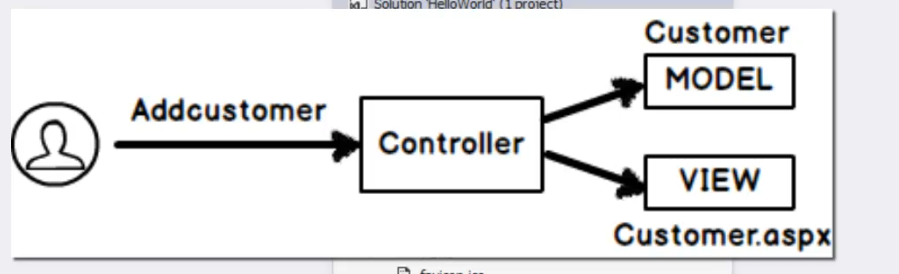 Solution 'HelloWorld' (1 project)
Customer
MODEL
Addcustomer
Controller
VIEW
Customer.aspx